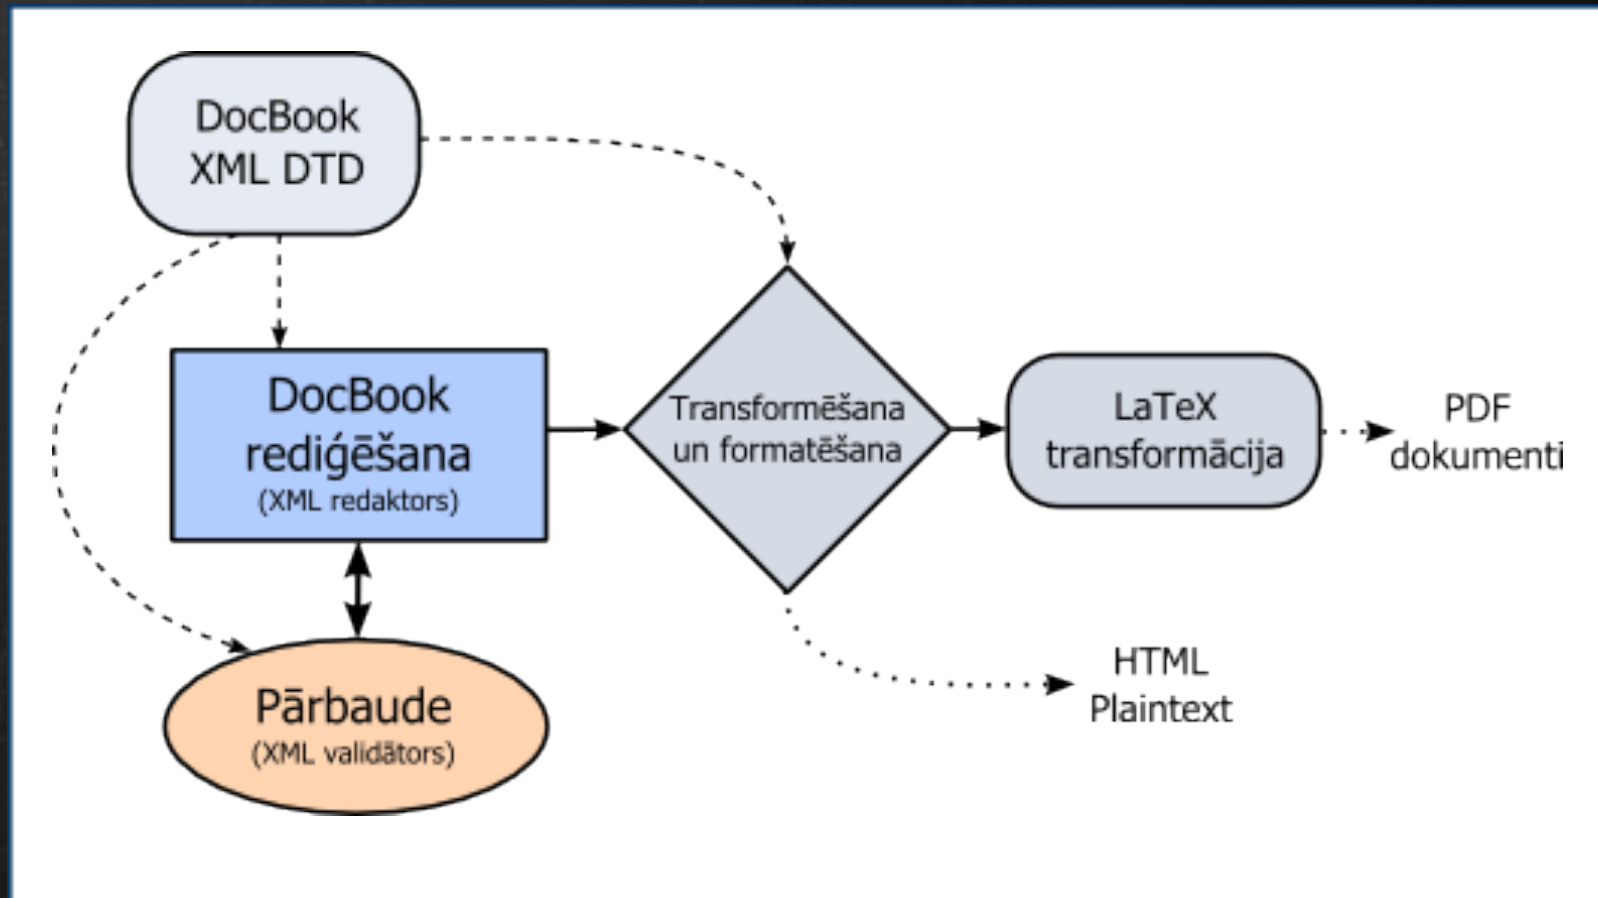 DocBook
XML DTD
DocBook
rediģēšana
(XML redaktors)
Transformēšana
un formatēšana
LaTeX
transformācija
PDF
dokumenti
Pārbaude
(XML validātors)
HTML
Plaintext